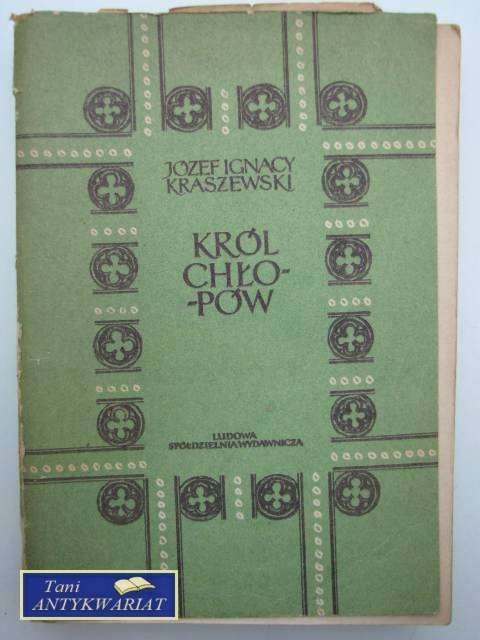 JÓZEF IGNACY
KRASZEWSKI
KRÓL
CHŁO-
-PÓW
LUDOWA
SPÓŁDZIELNIA WYDAWNICZA
Tani
ANTYKWARIAT